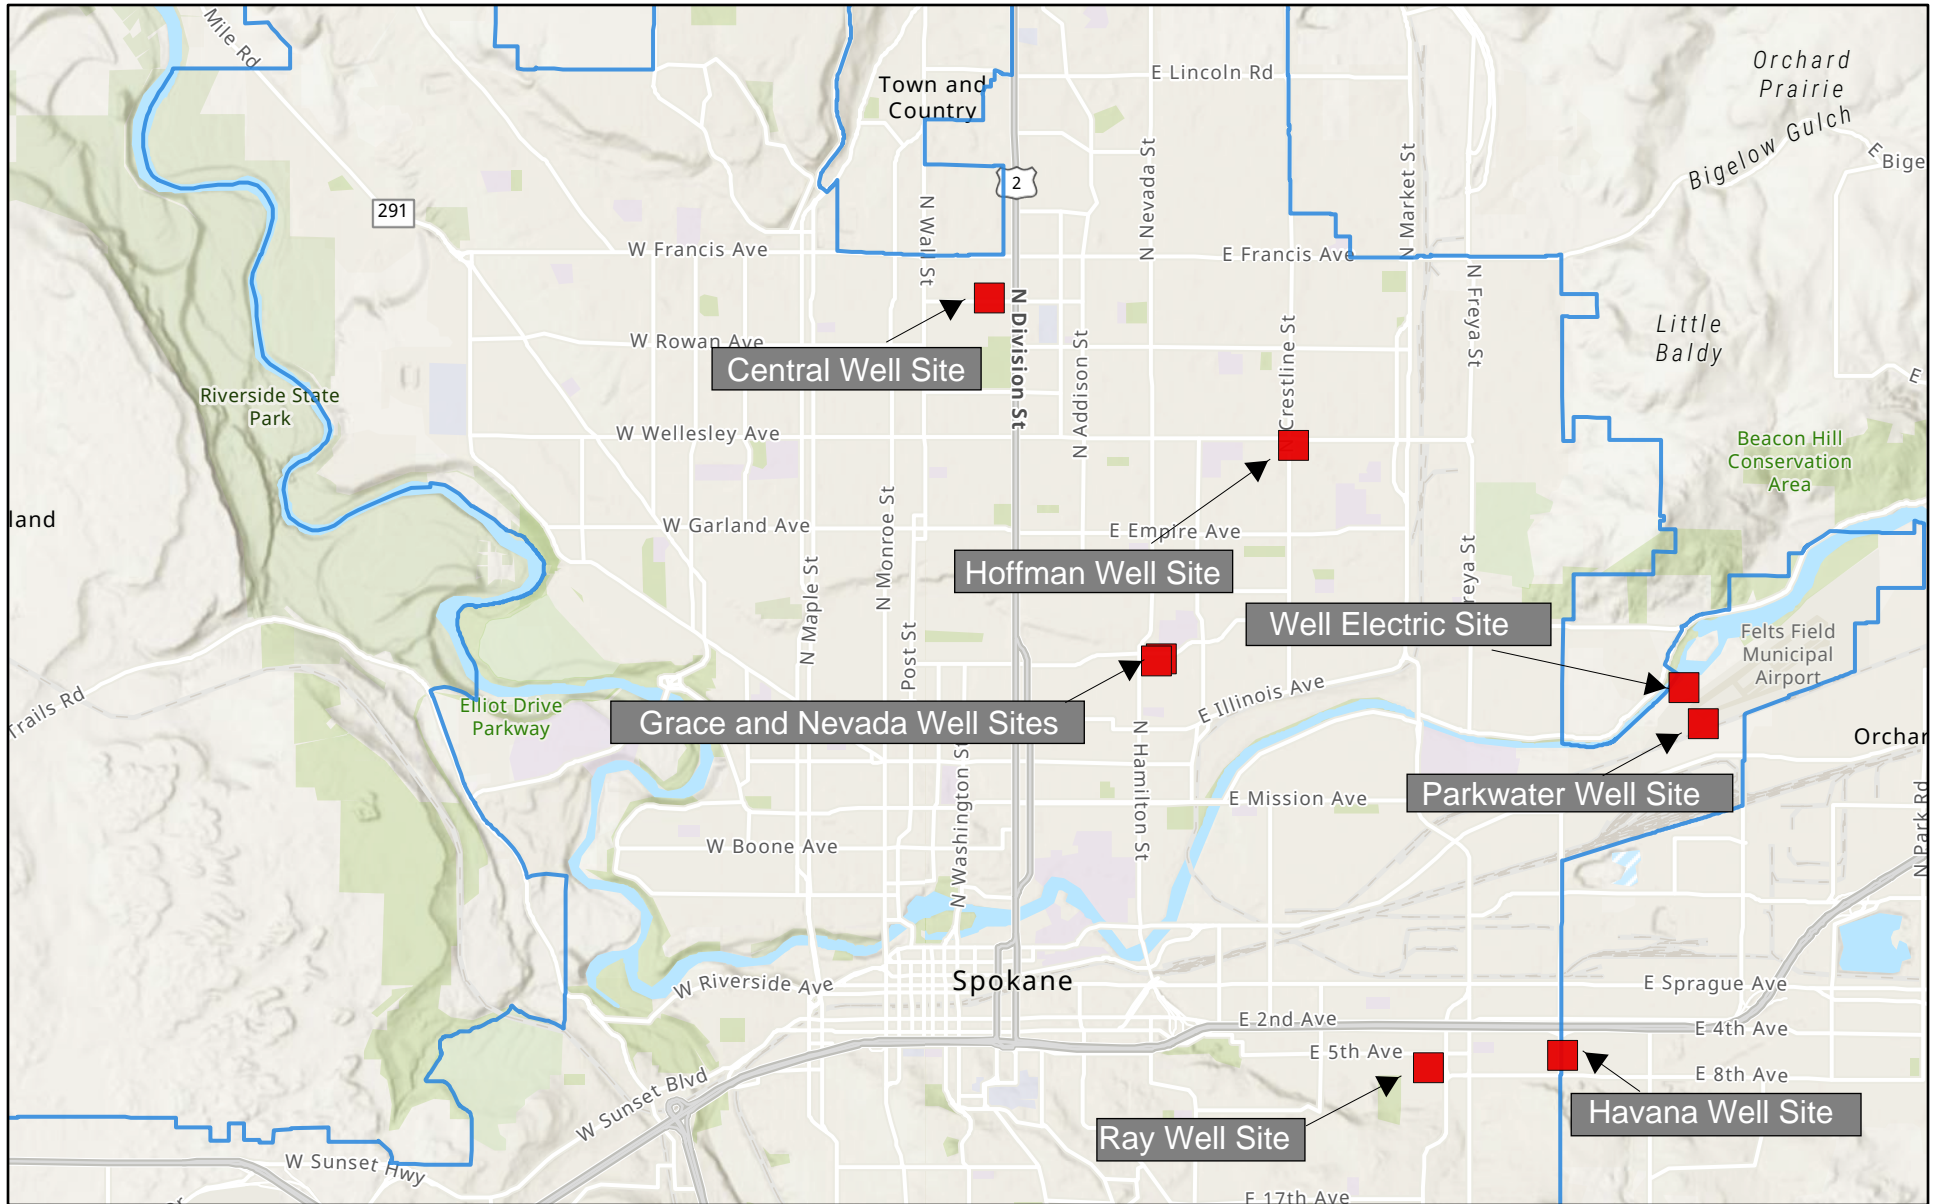 Mile Rd
Town and
Country
E Lincoln Rd
Orchard
Prairie
Bigelow Gulch
E Bige
2
291
N Wall St
N Nevada St
N Market St
W Francis Ave
E Francis Ave
N Freya St
N Division St
Little
Baldy
W Rowan Ave
N Addison St
N Crestline St
Central Well Site
E
Riverside State
Park
W Wellesley Ave
Beacon Hill
Conservation
Area
land
W Garland Ave
N Monroe St
E Empire Ave
Hoffman Well Site
N Maple St
reya St
Well Electric Site
Post St
Felts Field
Municipal
Airport
Trails Rd
Elliot Drive
Parkway
Grace and Nevada Well Sites
E Illinois Ave
N Hamilton St
N Washington St
Orchar
Parkwater Well Site
E Mission Ave
N Park Rd
W Boone Ave
Spokane
W Riverside Ave
E Sprague Ave
E 2nd Ave
E 4th Ave
E 5th Ave
E 8th Ave
W Sunset Blvd
Havana Well Site
Ray Well Site
W Sunset Hwy
E 17th Ave